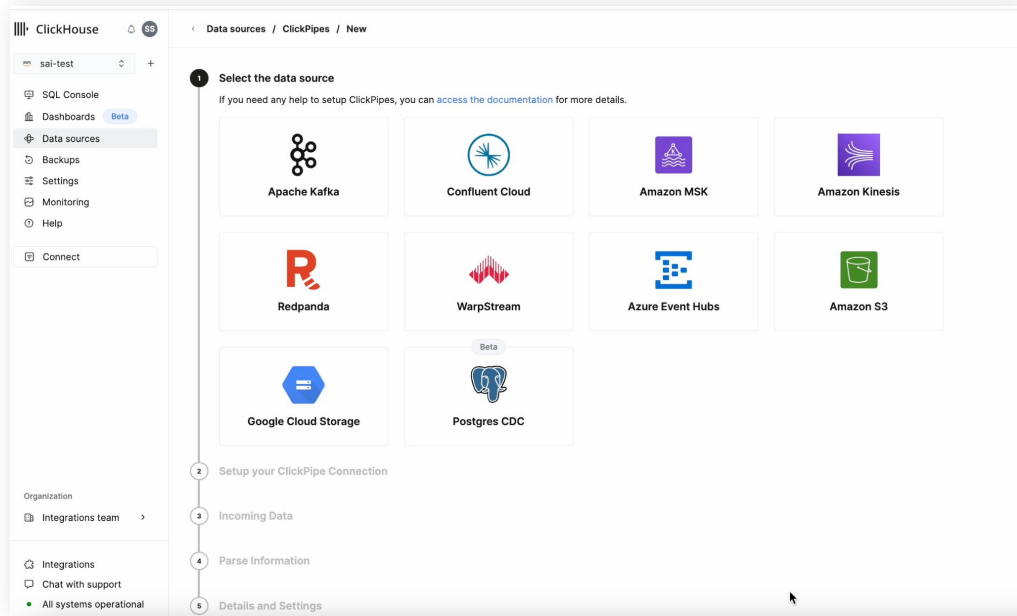 ClickHouse
SS
aws
sai-test
+
SQL Console
Dashboards Beta
Data sources
Backups
Settings
Monitoring
Help
Connect
Organization
Integrations team
Integrations
Chat with support
All systems operational
Data sources / ClickPipes / New
1 Select the data source
If you need any help to setup ClickPipes, you can access the documentation for more details.
Apache Kafka
Confluent Cloud
Amazon MSK
Amazon Kinesis
Redpanda
WarpStream
Azure Event Hubs
Amazon S3
Google Cloud Storage
Beta
Postgres CDC
2 Setup your ClickPipe Connection
3 Incoming Data
4 Parse Information
5 Details and Settings